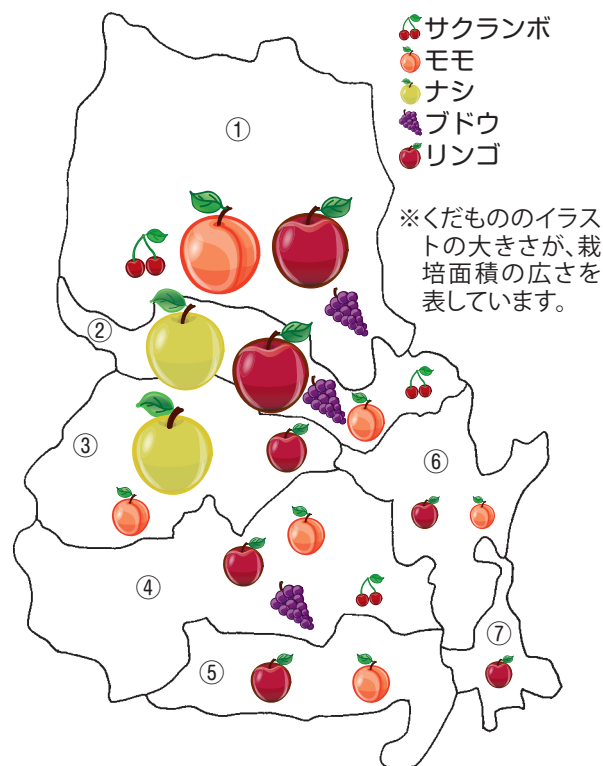 サクランボ
モモ
ナシ
ブドウ
リンゴ
※くだもののイラス
トの大きさが、栽
培面積の広さを
表しています。
①
②
③
⑥
④
⑦
⑤